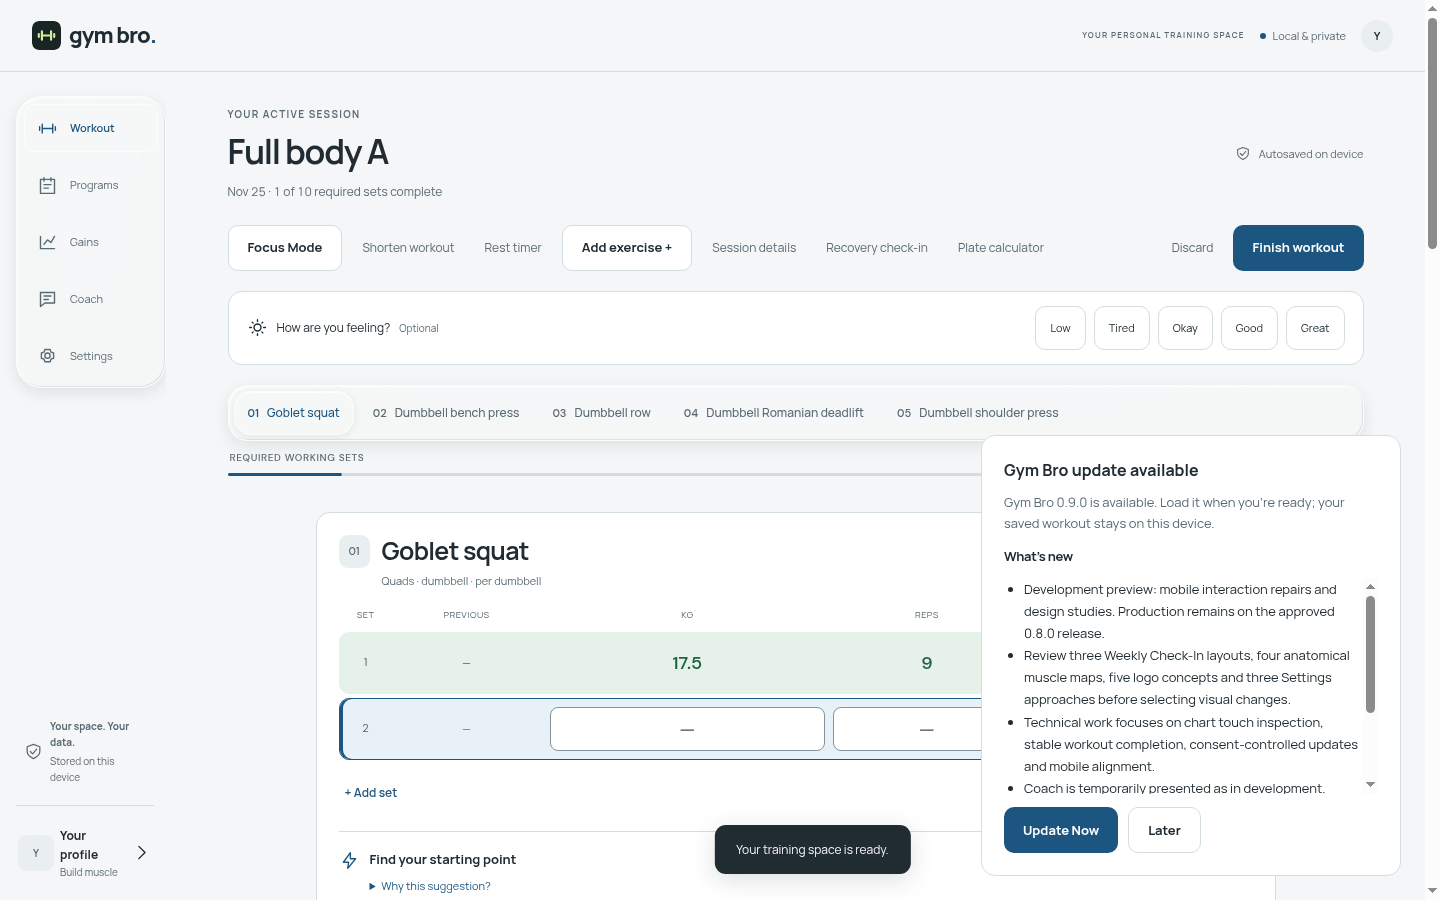 gym bro.
YOUR PERSONAL TRAINING SPACE
Local & private
Y
Workout
Programs
Gains
Coach
Settings
Your space. Your
data.
Stored on this
device
Y
Your
profile
Build muscle
YOUR ACTIVE SESSION
Full body A
Nov 25 · 1 of 10 required sets complete
Autosaved on device
Focus Mode
Shorten workout
Rest timer
Add exercise +
Session details
Recovery check-in
Plate calculator
Discard
Finish workout
How are you feeling? Optional
Low
Tired
Okay
Good
Great
01 Goblet squat
02 Dumbbell bench press
03 Dumbbell row
04 Dumbbell Romanian deadlift
05 Dumbbell shoulder press
REQUIRED WORKING SETS
01
Goblet squat
Quads · dumbbell · per dumbbell
SET PREVIOUS KG REPS
1 — 17.5 9
2 — — —
+ Add set
Find your starting point
Why this suggestion?
Your training space is ready.
Gym Bro update available
Gym Bro 0.9.0 is available. Load it when you're ready; your
saved workout stays on this device.
What's new
Development preview: mobile interaction repairs and
design studies. Production remains on the approved
0.8.0 release.
Review three Weekly Check-In layouts, four anatomical
muscle maps, five logo concepts and three Settings
approaches before selecting visual changes.
Technical work focuses on chart touch inspection,
stable workout completion, consent-controlled updates
and mobile alignment.
Coach is temporarily presented as in development.
Update Now
Later